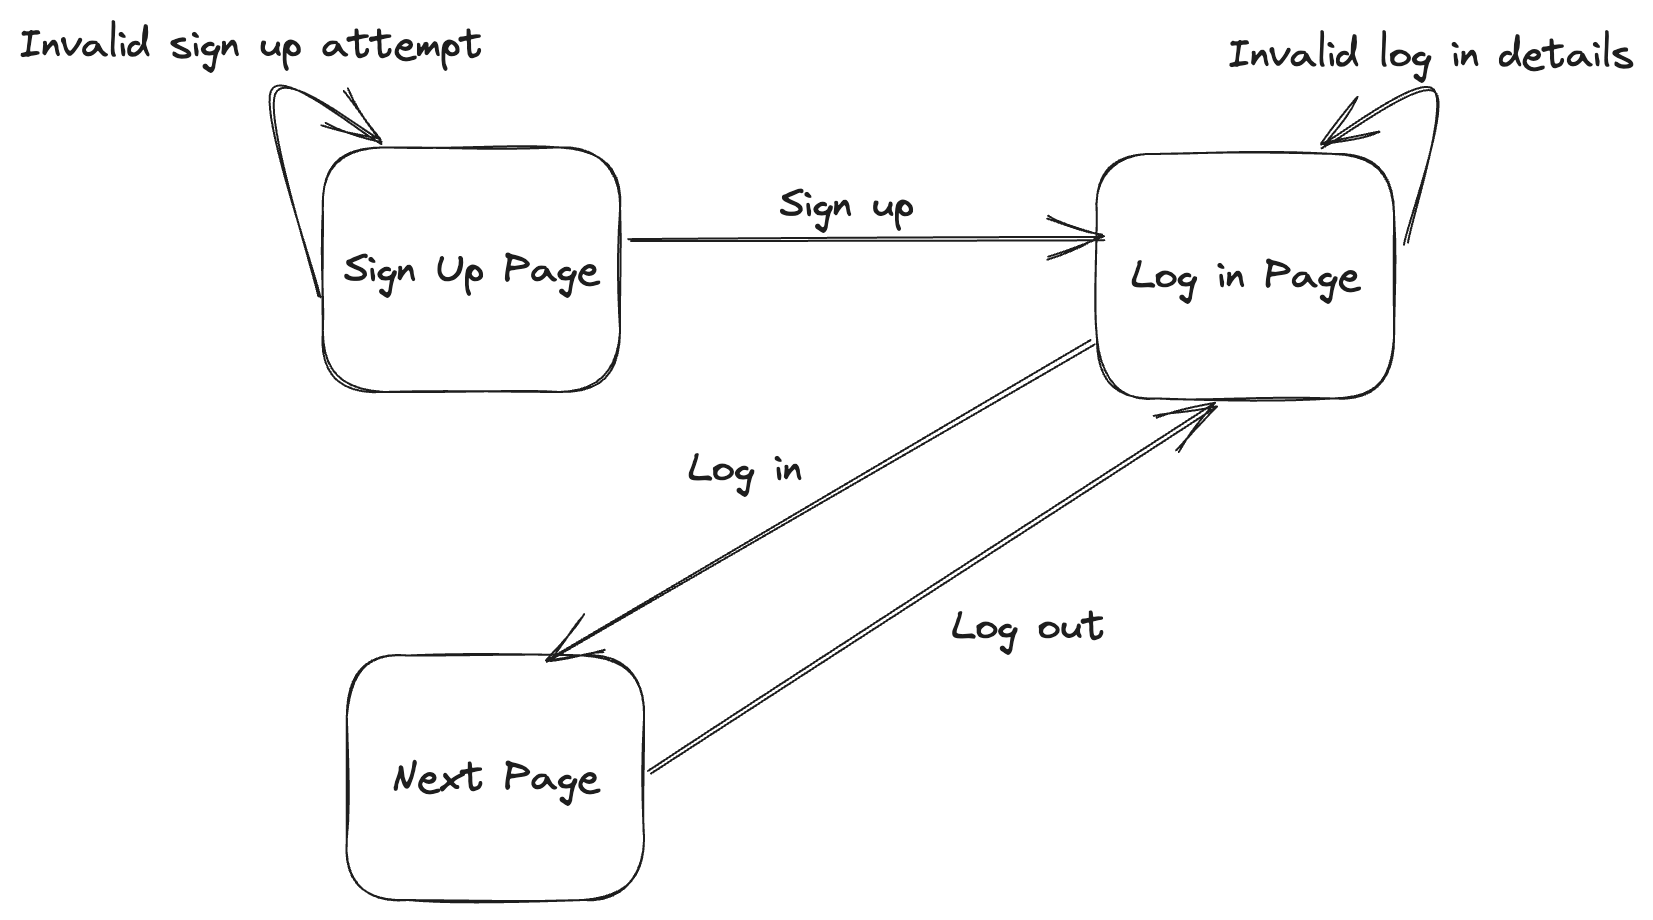 Invalid sign up attempt
Invalid log in details
Sign up
Sign Up Page
Log in Page
Log in
Log out
Next Page